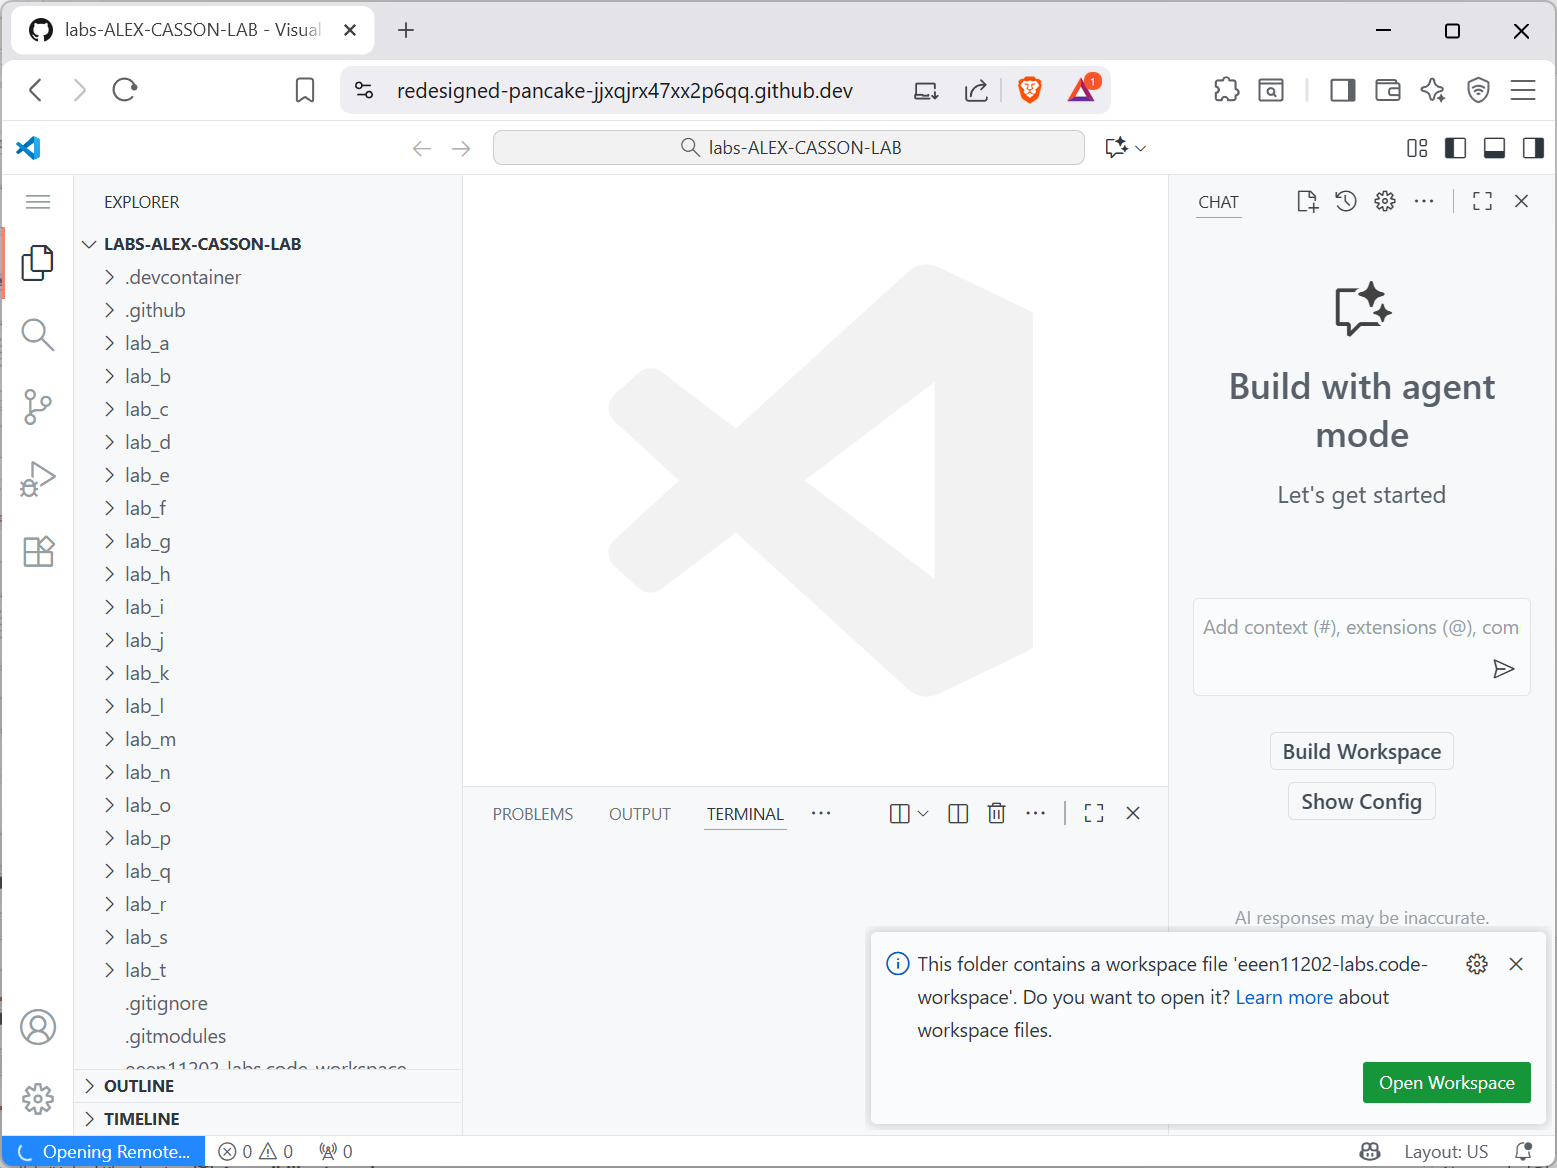 labs-ALEX-CASSON-LAB - Visual
redesigned-pancake-jjxqjrx47xx2p6qq.github.dev
1
labs-ALEX-CASSON-LAB
EXPLORER
LABS-ALEX-CASSON-LAB
.devcontainer
.github
lab_a
lab_b
lab_c
lab_d
lab_e
lab_f
lab_g
lab_h
lab_i
lab_j
lab_k
lab_l
lab_m
lab_n
lab_o
lab_p
lab_q
lab_r
lab_s
lab_t
.gitignore
.gitmodules
eeen11202-labs.code-workspace
OUTLINE
TIMELINE
PROBLEMS
OUTPUT
TERMINAL
CHAT
Build with agent
mode
Let's get started
Add context (#), extensions (@), com
Build Workspace
Show Config
AI responses may be inaccurate.
This folder contains a workspace file 'eeen11202-labs.code-
workspace'. Do you want to open it? Learn more about
workspace files.
Open Workspace
Opening Remote...
0
0
0
Layout: US